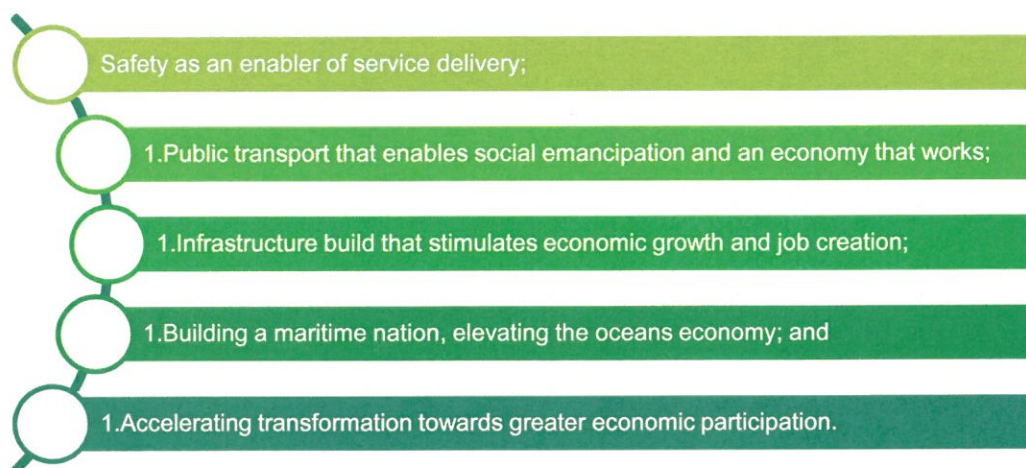 Safety as an enabler of service delivery;
1.Public transport that enables social emancipation and an economy that works;
1.Infrastructure build that stimulates economic growth and job creation;
1.Building a maritime nation, elevating the oceans economy; and
1.Accelerating transformation towards greater economic participation.